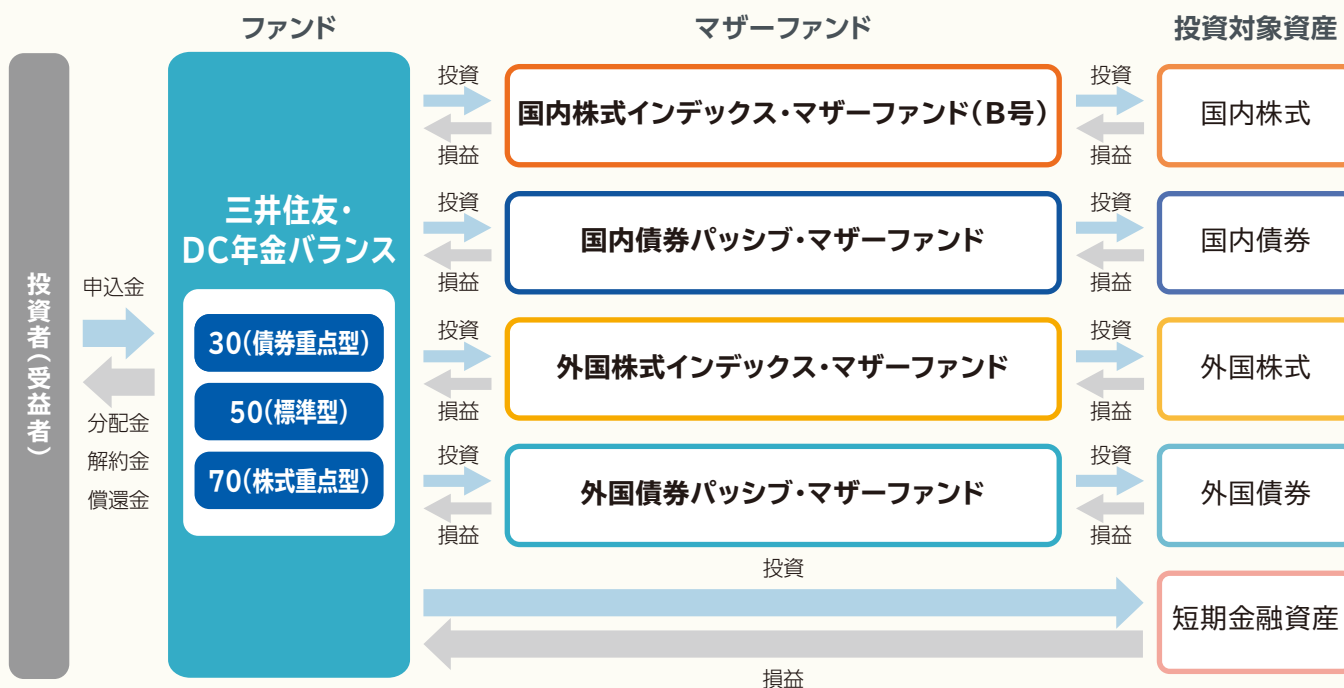 ファンド
マザーファンド
投資対象資産
投資者(受益者)
申込金
分配金
解約金
償還金
三井住友・
DC年金バランス
30(債券重点型)
50(標準型)
70(株式重点型)
投資
損益
国内株式インデックス・マザーファンド(B号)
投資
損益
国内株式
投資
損益
国内債券パッシブ・マザーファンド
投資
損益
国内債券
投資
損益
外国株式インデックス・マザーファンド
投資
損益
外国株式
投資
損益
外国債券パッシブ・マザーファンド
投資
損益
外国債券
投資
損益
短期金融資産